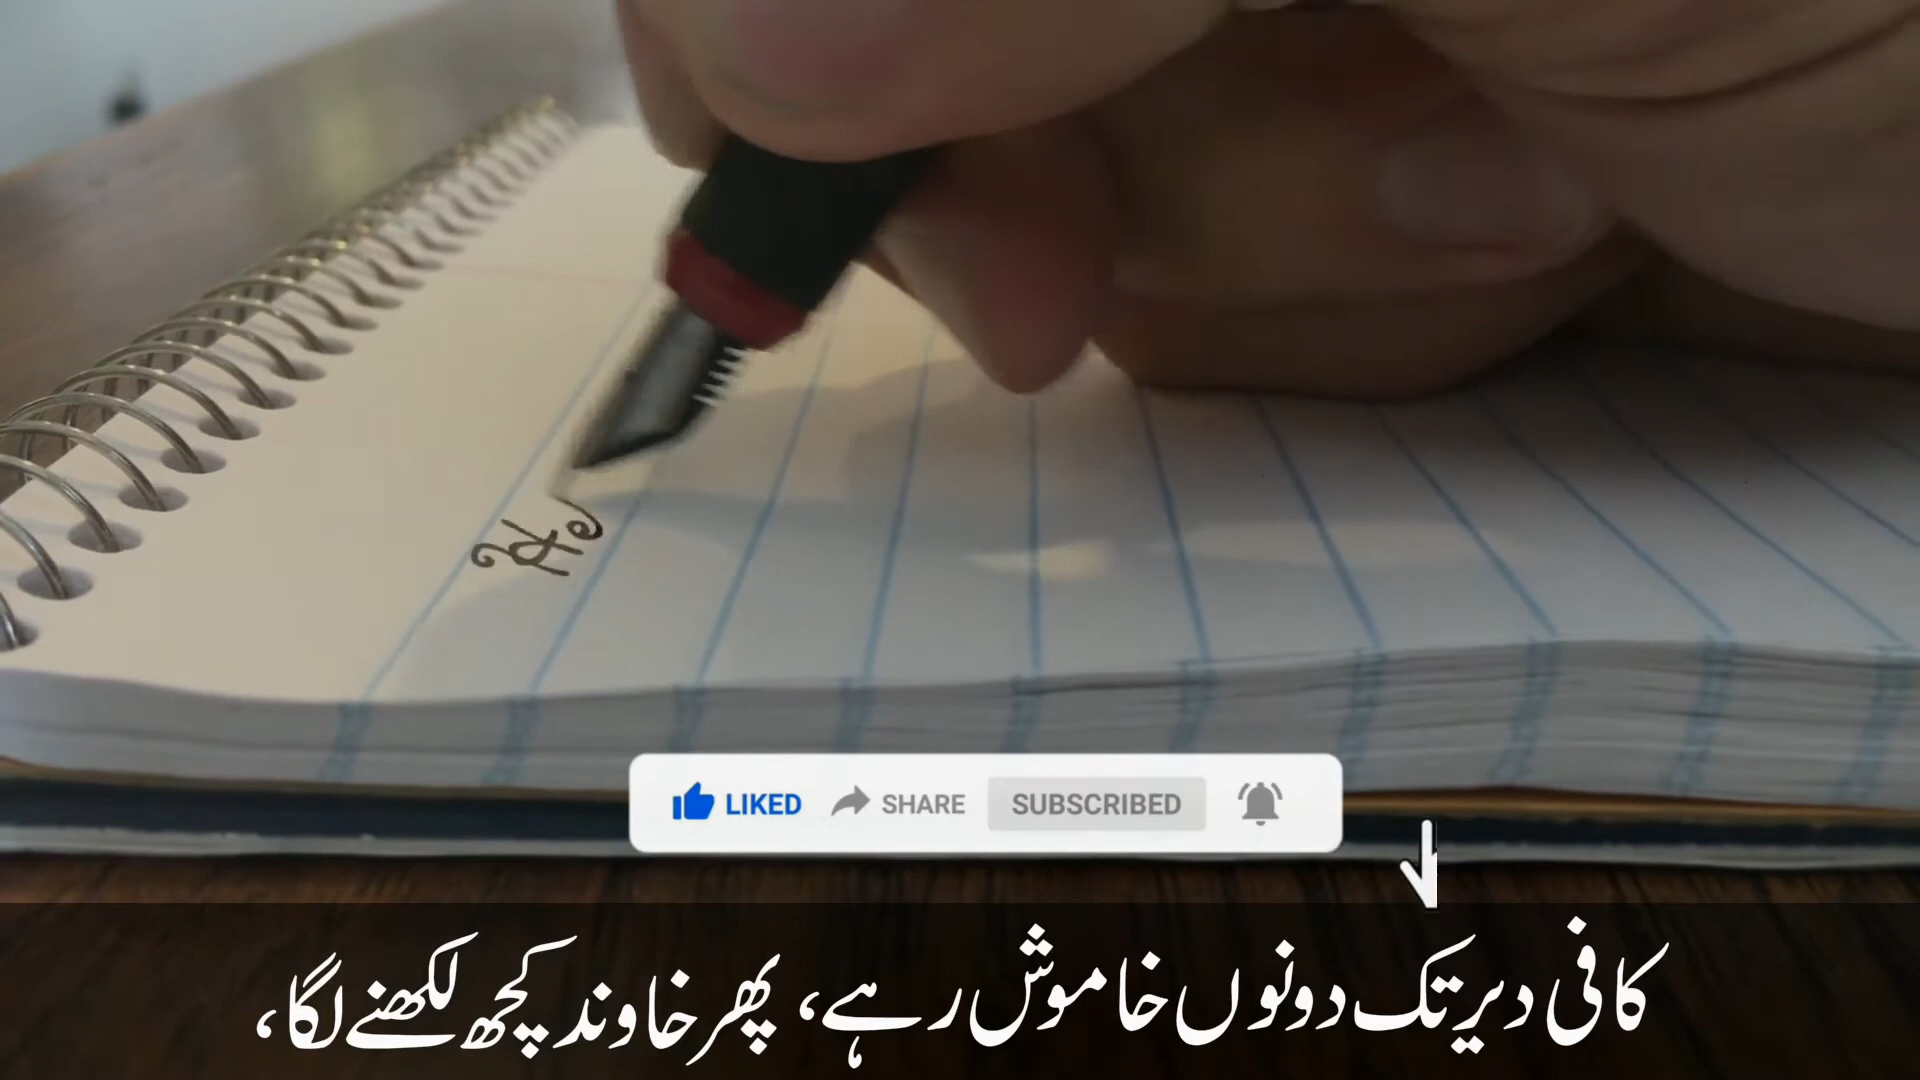 LIKED SHARE SUBSCRIBED
کافی دیر تک دونوں خاموش رہے، پھر خاوند کچھ لکھنے لگا،